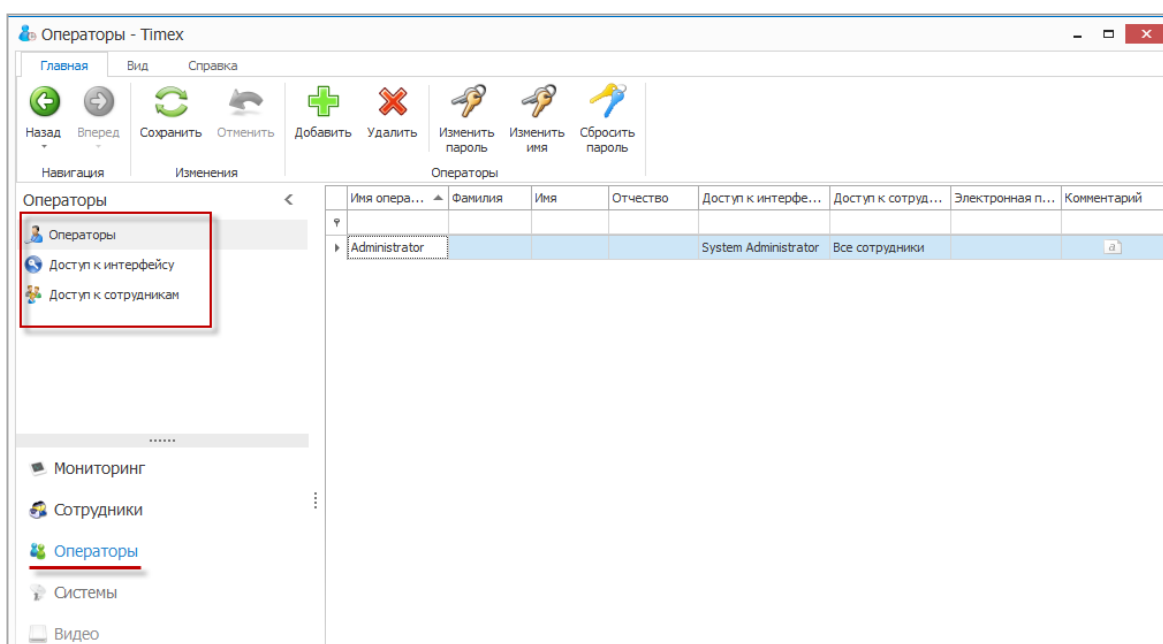 Операторы - Timex
Главная Вид Справка
Назад Вперед Сохранить Отменить Добавить Удалить Изменить пароль Изменить имя Сбросить пароль
Навигация Изменения Операторы
Операторы
Имя опера... Фамилия Имя Отчество Доступ к интерфе... Доступ к сотруд... Электронная п... Комментарий
Операторы
Administrator System Administrator Все сотрудники a
Доступ к интерфейсу
Доступ к сотрудникам
Мониторинг
Сотрудники
Операторы
Системы
Видео